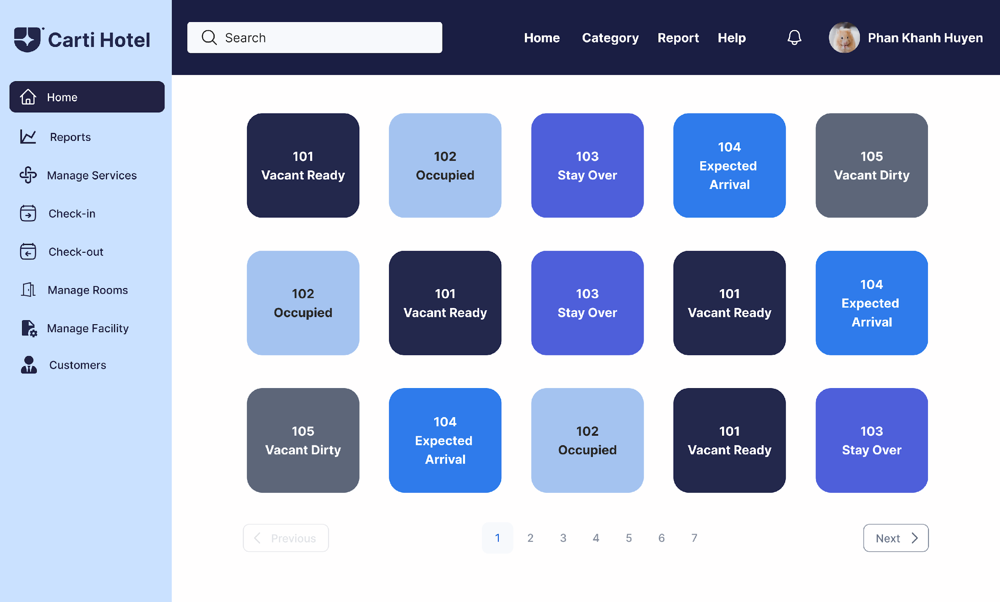 Carti Hotel
Search
Home Category Report Help
Phan Khanh Huyen
Home
Reports
Manage Services
Check-in
Check-out
Manage Rooms
Manage Facility
Customers
101
Vacant Ready
102
Occupied
103
Stay Over
104
Expected
Arrival
105
Vacant Dirty
102
Occupied
101
Vacant Ready
103
Stay Over
101
Vacant Ready
104
Expected
Arrival
105
Vacant Dirty
104
Expected
Arrival
102
Occupied
101
Vacant Ready
103
Stay Over
Previous
1 2 3 4 5 6 7
Next